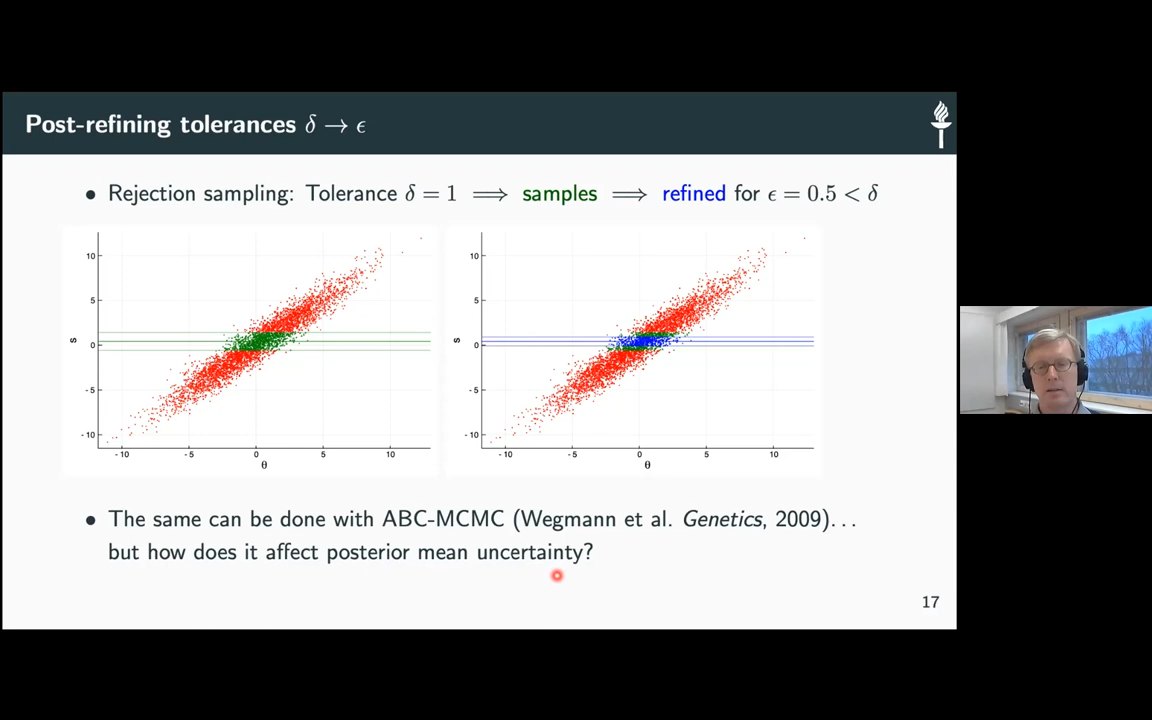 Post-refining tolerances δ → ϵ
• Rejection sampling: Tolerance δ = 1 ⟹ samples ⟹ refined for ϵ = 0.5 < δ
10
5
0
-5
-10
s
-10 -5 0 5 10
θ
10
5
0
-5
-10
s
-10 -5 0 5 10
θ
• The same can be done with ABC-MCMC (Wegmann et al. Genetics, 2009)...
but how does it affect posterior mean uncertainty?
17